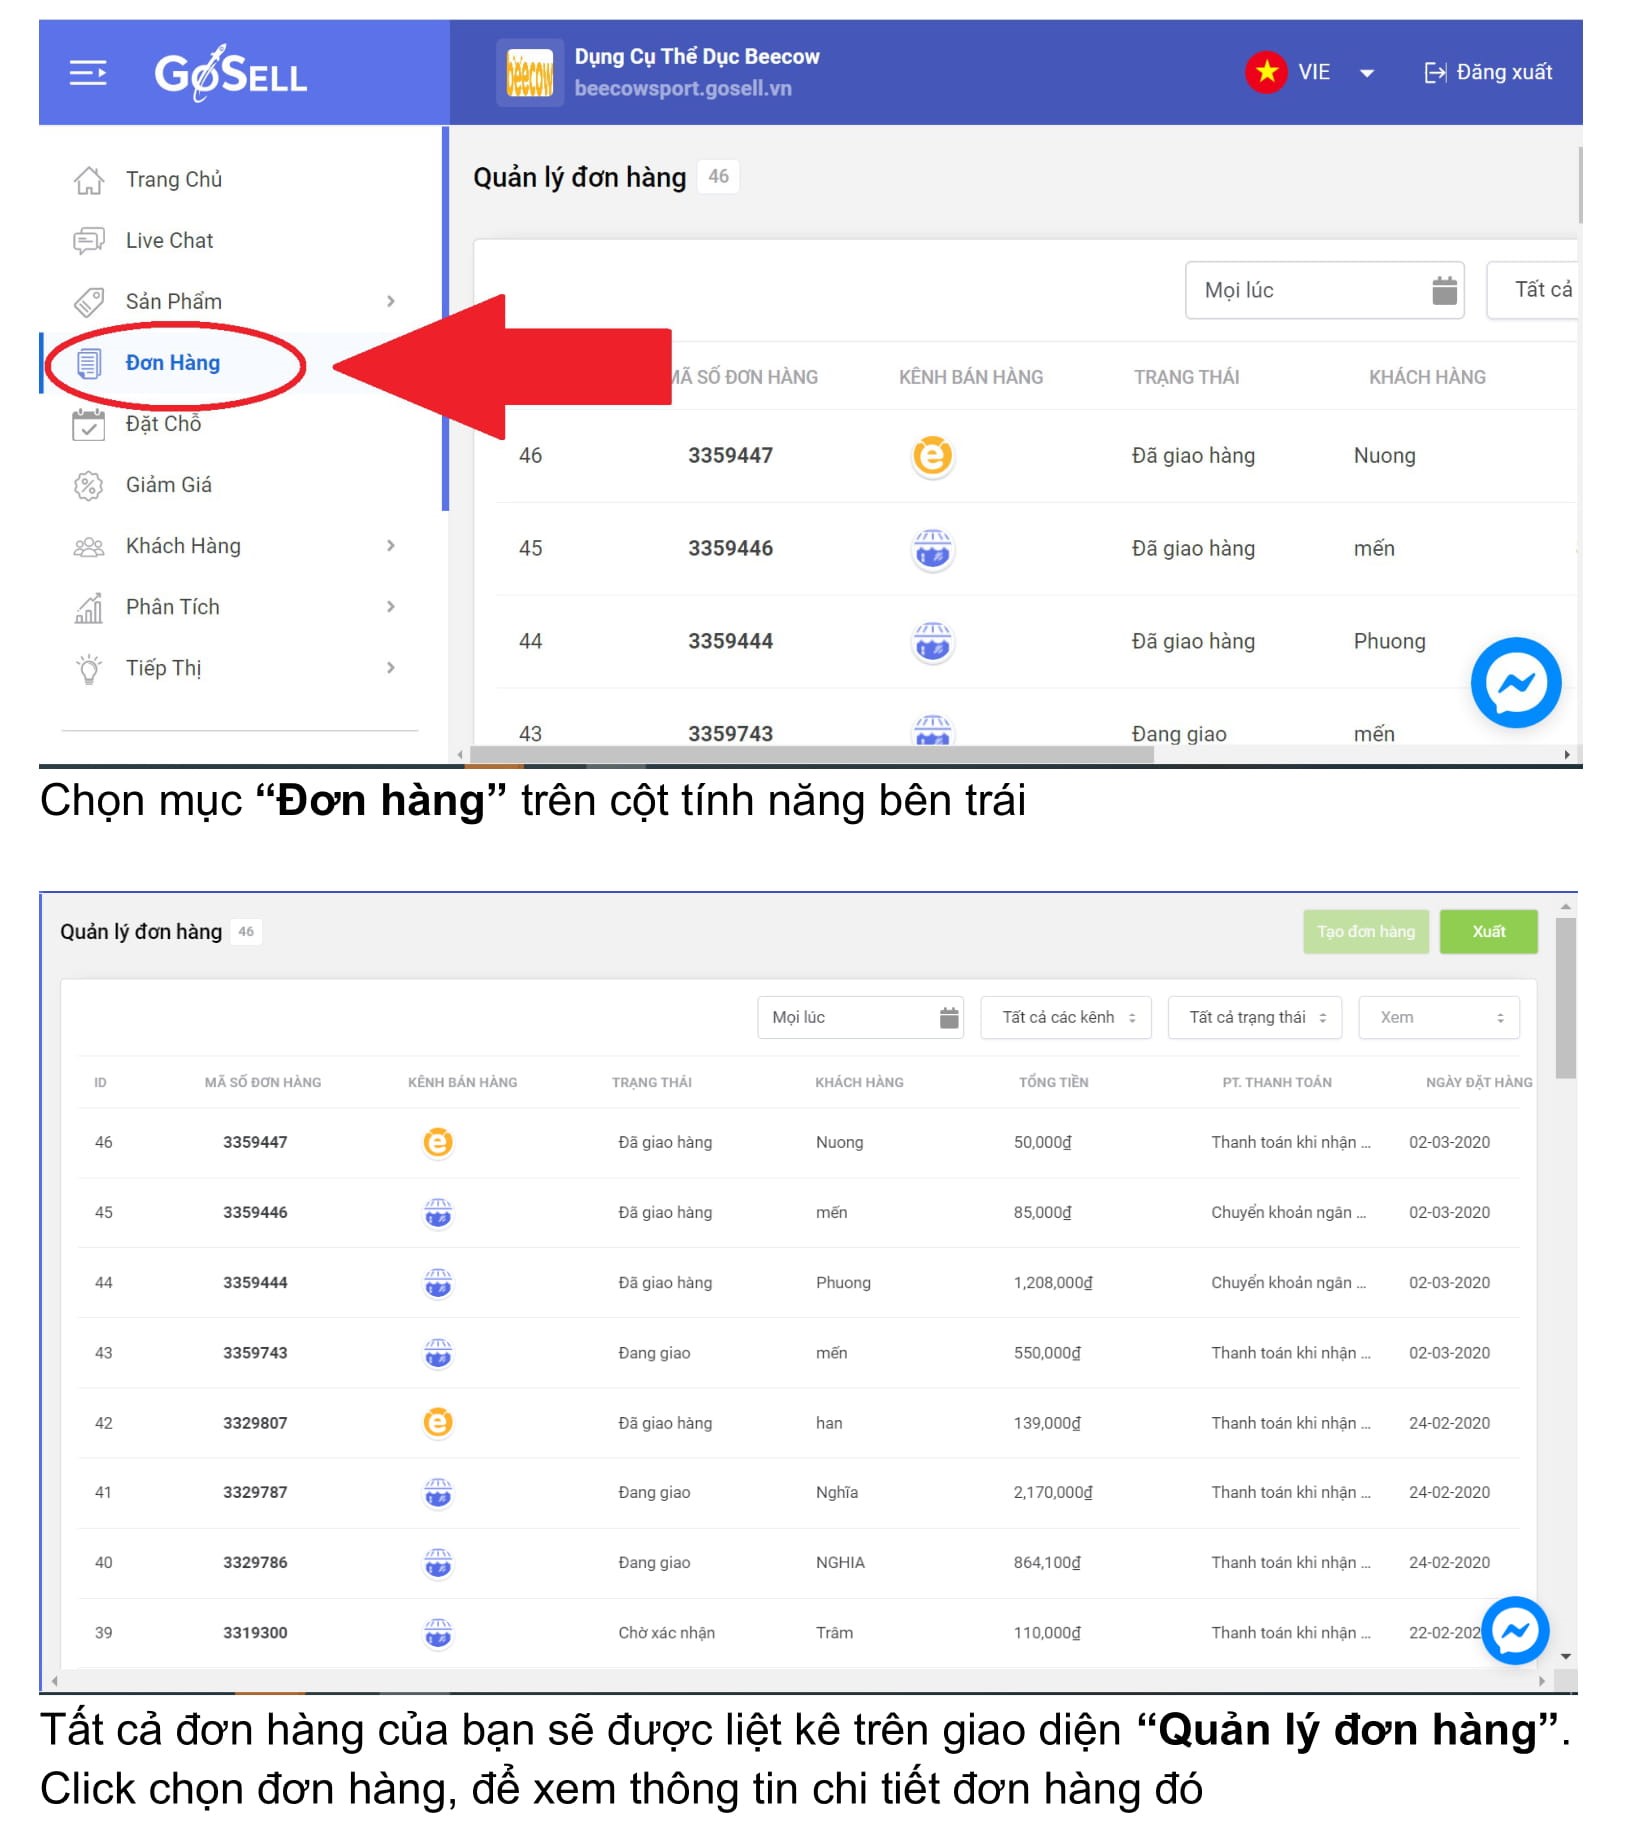 GoSELL
beecow
Dụng Cụ Thể Dục Beecow
beecowsport.gosell.vn
VIE
Đăng xuất
Trang Chủ
Live Chat
Sản Phẩm
Đơn Hàng
Đặt Chỗ
Giảm Giá
Khách Hàng
Phân Tích
Tiếp Thị
Quản lý đơn hàng 46
Mọi lúc
Tất cả
MÃ SỐ ĐƠN HÀNG KÊNH BÁN HÀNG TRẠNG THÁI KHÁCH HÀNG
46 3359447 e Đã giao hàng Nuong
45 3359446 Đã giao hàng mến
44 3359444 Đã giao hàng Phuong
43 3359743 Đang giao mến
Chọn mục “Đơn hàng” trên cột tính năng bên trái
Quản lý đơn hàng 46
Tạo đơn hàng Xuất
Mọi lúc Tất cả các kênh Tất cả trạng thái Xem
ID MÃ SỐ ĐƠN HÀNG KÊNH BÁN HÀNG TRẠNG THÁI KHÁCH HÀNG TỔNG TIỀN PT. THANH TOÁN NGÀY ĐẶT HÀNG
46 3359447 e Đã giao hàng Nuong 50,000₫ Thanh toán khi nhận ... 02-03-2020
45 3359446 Đã giao hàng mến 85,000₫ Chuyển khoản ngân ... 02-03-2020
44 3359444 Đã giao hàng Phuong 1,208,000₫ Chuyển khoản ngân ... 02-03-2020
43 3359743 Đang giao mến 550,000₫ Thanh toán khi nhận ... 02-03-2020
42 3329807 e Đã giao hàng han 139,000₫ Thanh toán khi nhận ... 24-02-2020
41 3329787 Đang giao Nghĩa 2,170,000₫ Thanh toán khi nhận ... 24-02-2020
40 3329786 Đang giao NGHIA 864,100₫ Thanh toán khi nhận ... 24-02-2020
39 3319300 Chờ xác nhận Trâm 110,000₫ Thanh toán khi nhận ... 22-02-202
Tất cả đơn hàng của bạn sẽ được liệt kê trên giao diện “Quản lý đơn hàng”.
Click chọn đơn hàng, để xem thông tin chi tiết đơn hàng đó